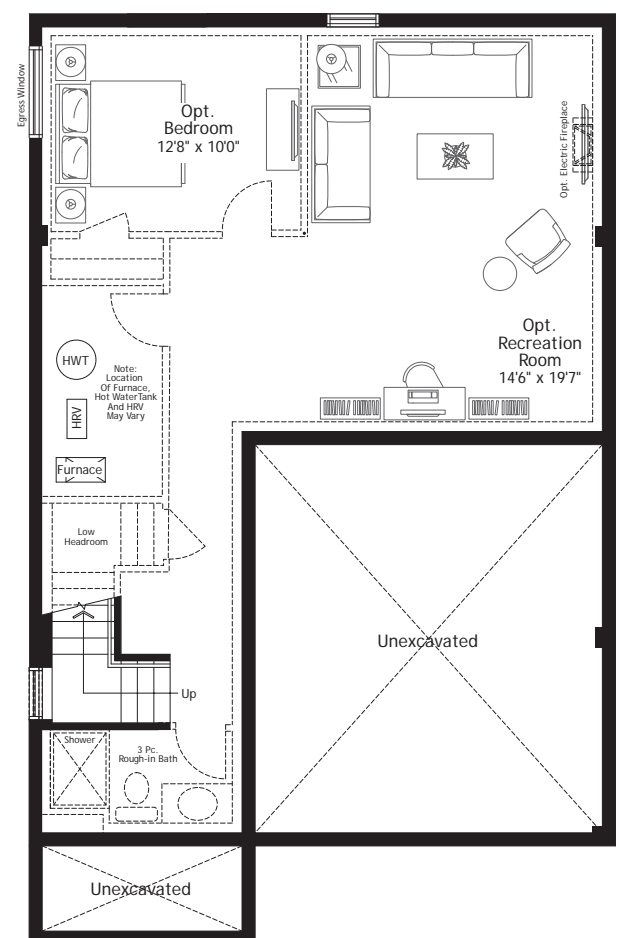 Egress Window
Opt.
Bedroom
12'8" x 10'0"
Opt. Electric Fireplace
Opt.
Recreation
Room
14'6" x 19'7"
HWT
Note:
Location
Of Furnace,
Hot WaterTank
And HRV
May Vary
HRV
Furnace
Low
Headroom
Unexcavated
Up
Shower
3 Pc.
Rough-in Bath
Unexcavated